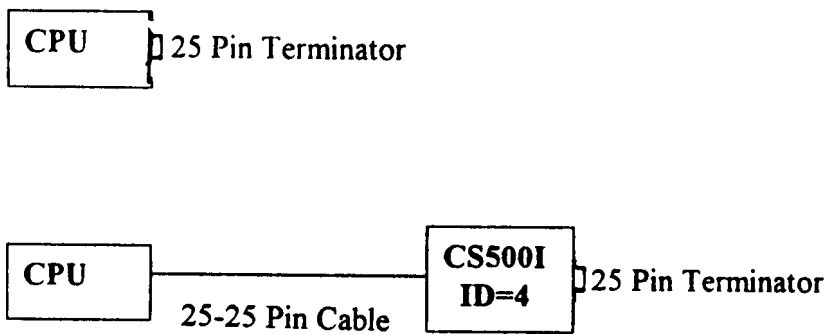 CPU
25 Pin Terminator
CPU
25-25 Pin Cable
CS500I
ID=4
25 Pin Terminator